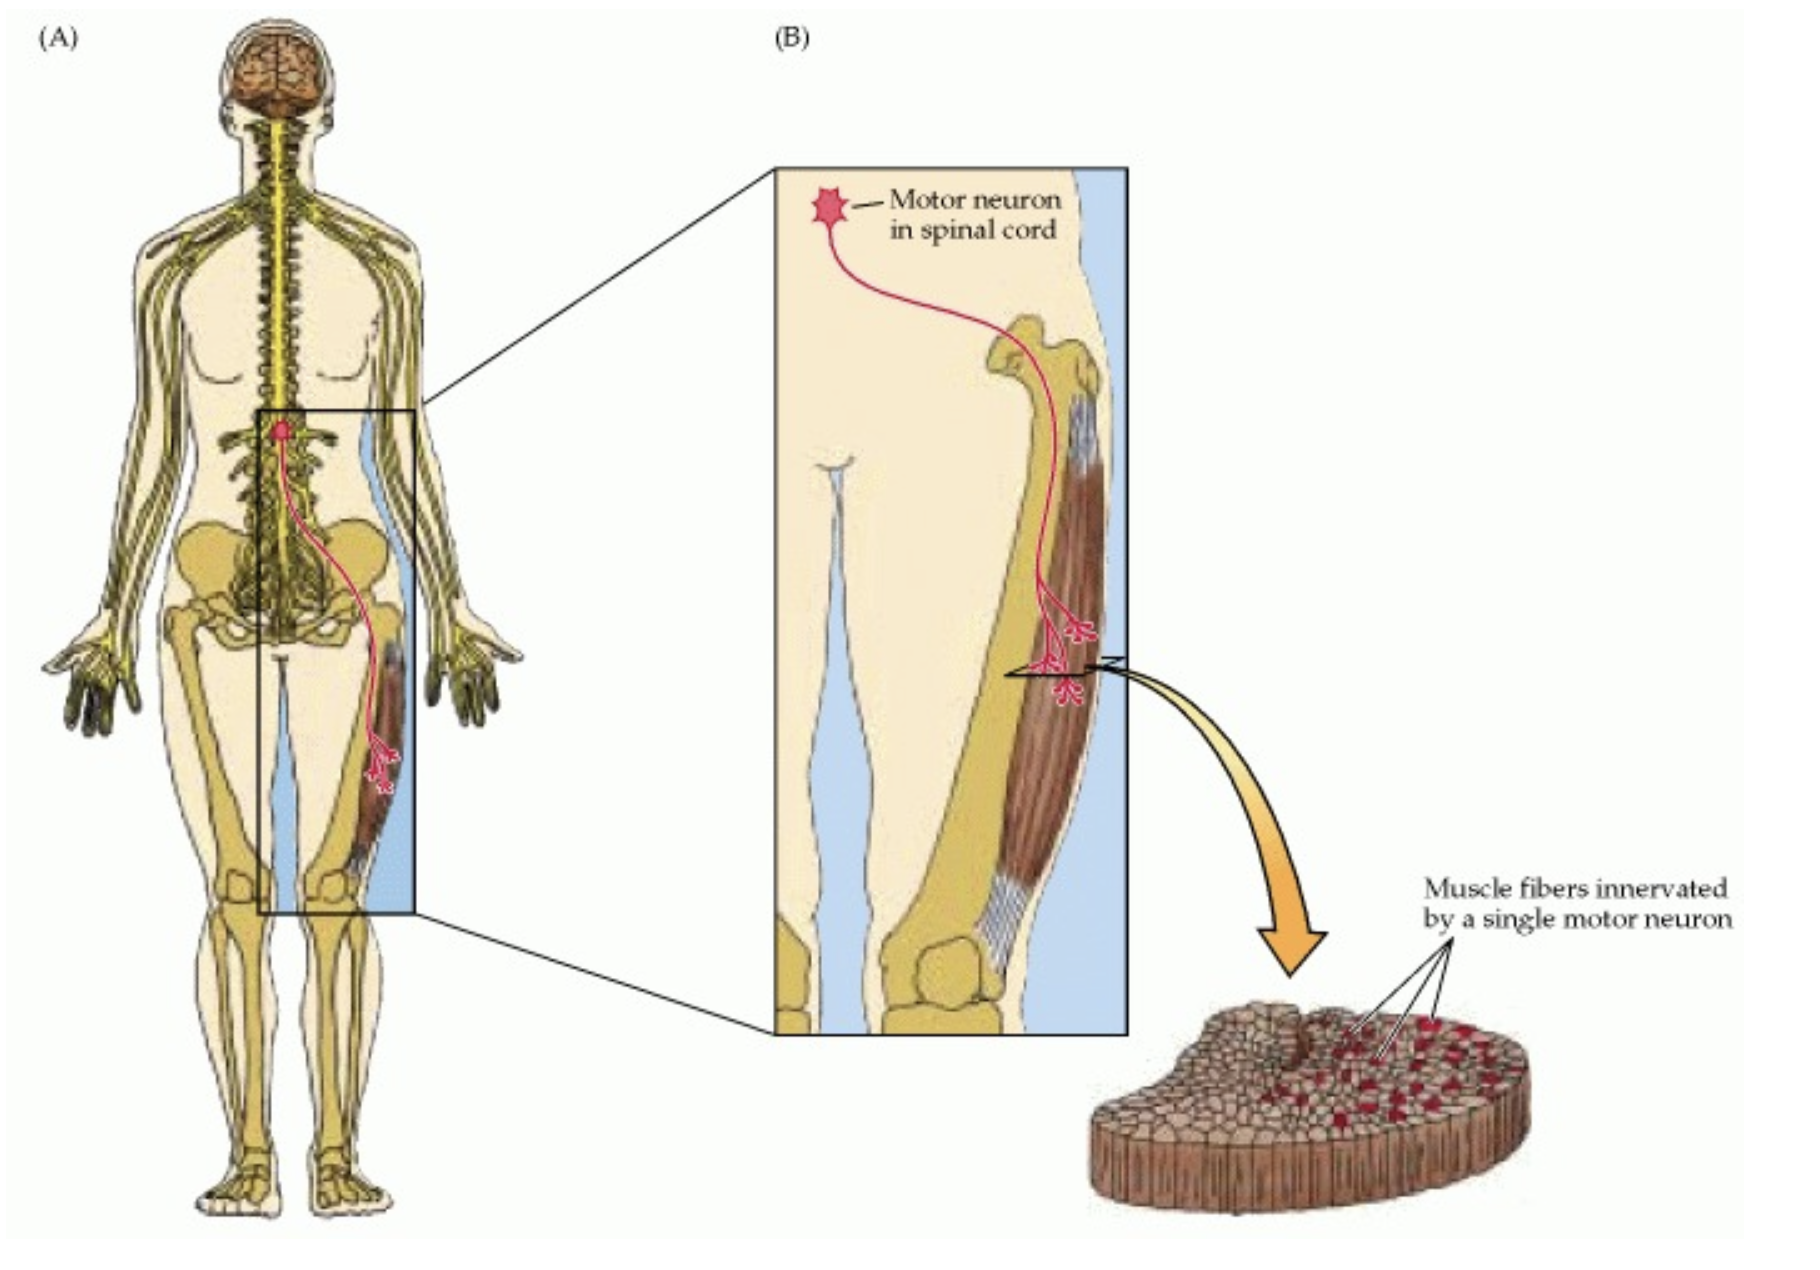 (A)
(B)
Motor neuron
in spinal cord
Muscle fibers innervated
by a single motor neuron